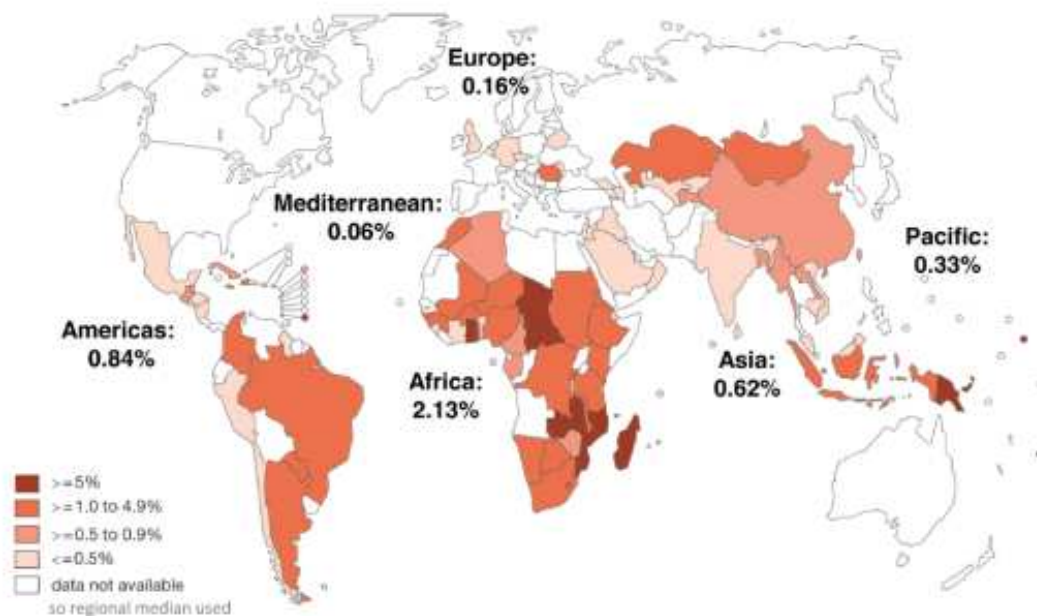 Europe:
0.16%
Mediterranean:
0.06%
Pacific:
0.33%
Americas:
0.84%
Africa:
2.13%
Asia:
0.62%
>=5%
>=1.0 to 4.9%
>=0.5 to 0.9%
<=0.5%
data not available
so regional median used